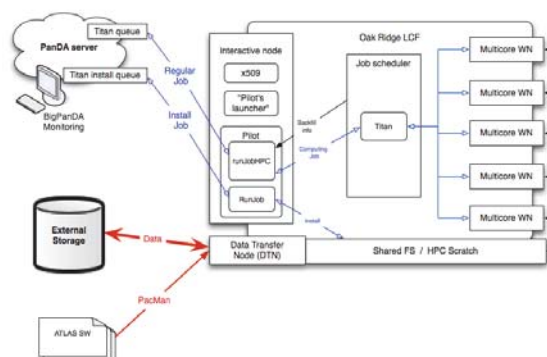 Titan queue
PanDA server
Titan install queue
BigPanDA
Monitoring
Regular
Job
Install
Job
Interactive node
x509
"Pilot's
launcher"
Pilot
runJobHPC
RunJob
Oak Ridge LCF
Job scheduler
Backfill
info
Titan
Computing
Job
Install
Multicore WN
Multicore WN
Multicore WN
Multicore WN
Multicore WN
External
Storage
Data
Data Transfer
Node (DTN)
Shared FS / HPC Scratch
PacMan
ATLAS SW